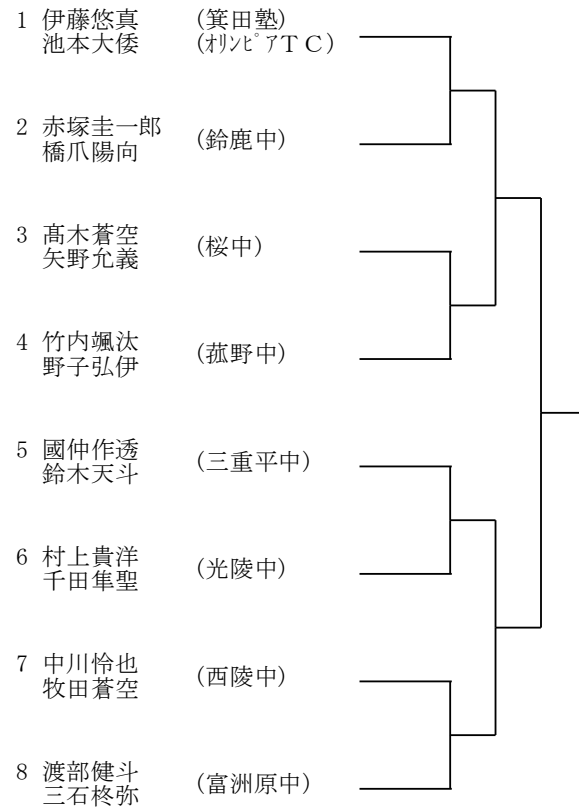 1 伊藤悠真 (箕田塾)
池本大倭 (ｵﾘﾝﾋﾟｱＴＣ)
2 赤塚圭一郎 (鈴鹿中)
橋爪陽向
3 髙木蒼空 (桜中)
矢野允義
4 竹内颯汰 (菰野中)
野子弘伊
5 國仲作透 (三重平中)
鈴木天斗
6 村上貴洋 (光陵中)
千田隼聖
7 中川怜也 (西陵中)
牧田蒼空
8 渡部健斗 (富洲原中)
三石柊弥